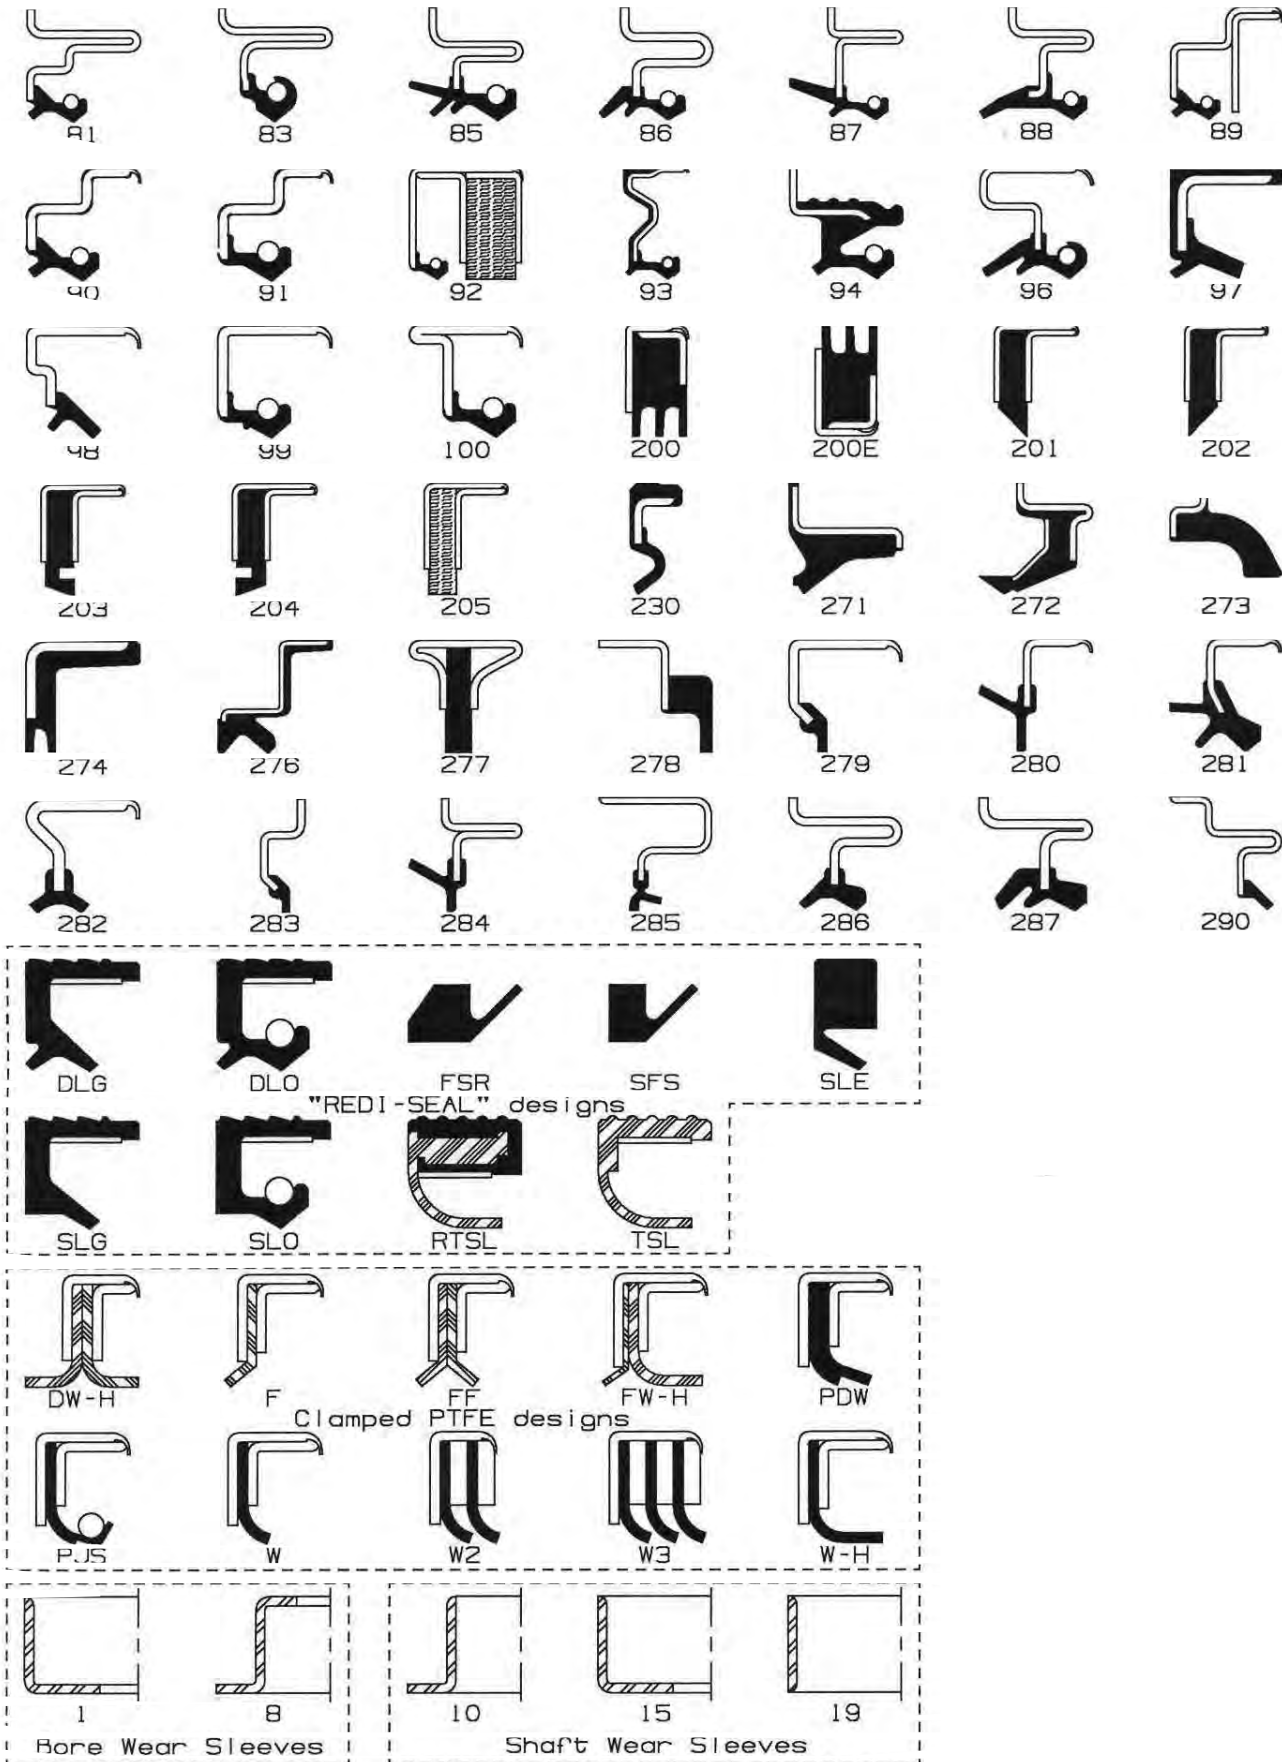 81 83 85 86 87 88 89
90 91 92 93 94 96 97
98 99 100 200 200E 201 202
203 204 205 230 271 272 273
274 276 277 278 279 280 281
282 283 284 285 286 287 290
DLG DLO FSR SFS SLE
"REDI-SEAL" designs
SLG SLO RTSL TSL
DW-H F FF FW-H PDW
Clamped PTFE designs
PJS W W2 W3 W-H
1 8 10 15 19
Bore Wear Sleeves Shaft Wear Sleeves